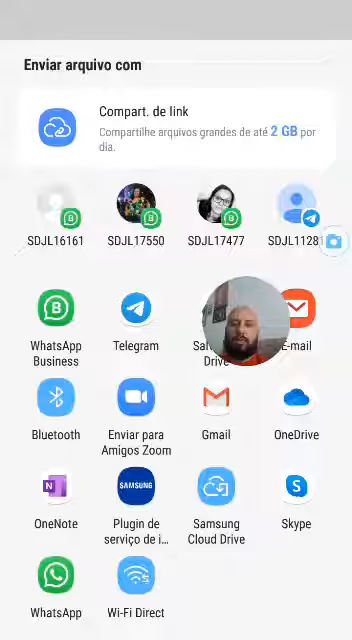 Enviar arquivo com
Compart. de link
Compartilhe arquivos grandes de até 2 GB por
dia.
SDJL16161 SDJL17550 SDJL17477 SDJL1128
WhatsApp Business
Telegram
Drive
E-mail
Bluetooth
Enviar para
Amigos Zoom
Gmail
OneDrive
N
SAMSUNG
S
OneNote
Plugin de
serviço de i...
Samsung
Cloud Drive
Skype
WhatsApp
Wi-Fi Direct